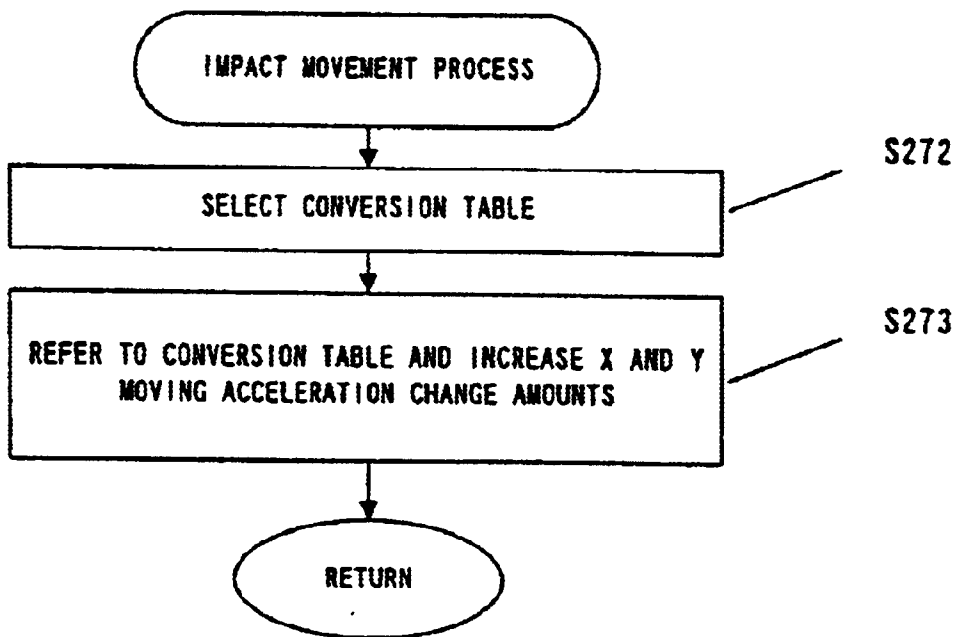 IMPACT MOVEMENT PROCESS
S272
SELECT CONVERSION TABLE
S273
REFER TO CONVERSION TABLE AND INCREASE X AND Y
MOVING ACCELERATION CHANGE AMOUNTS
RETURN